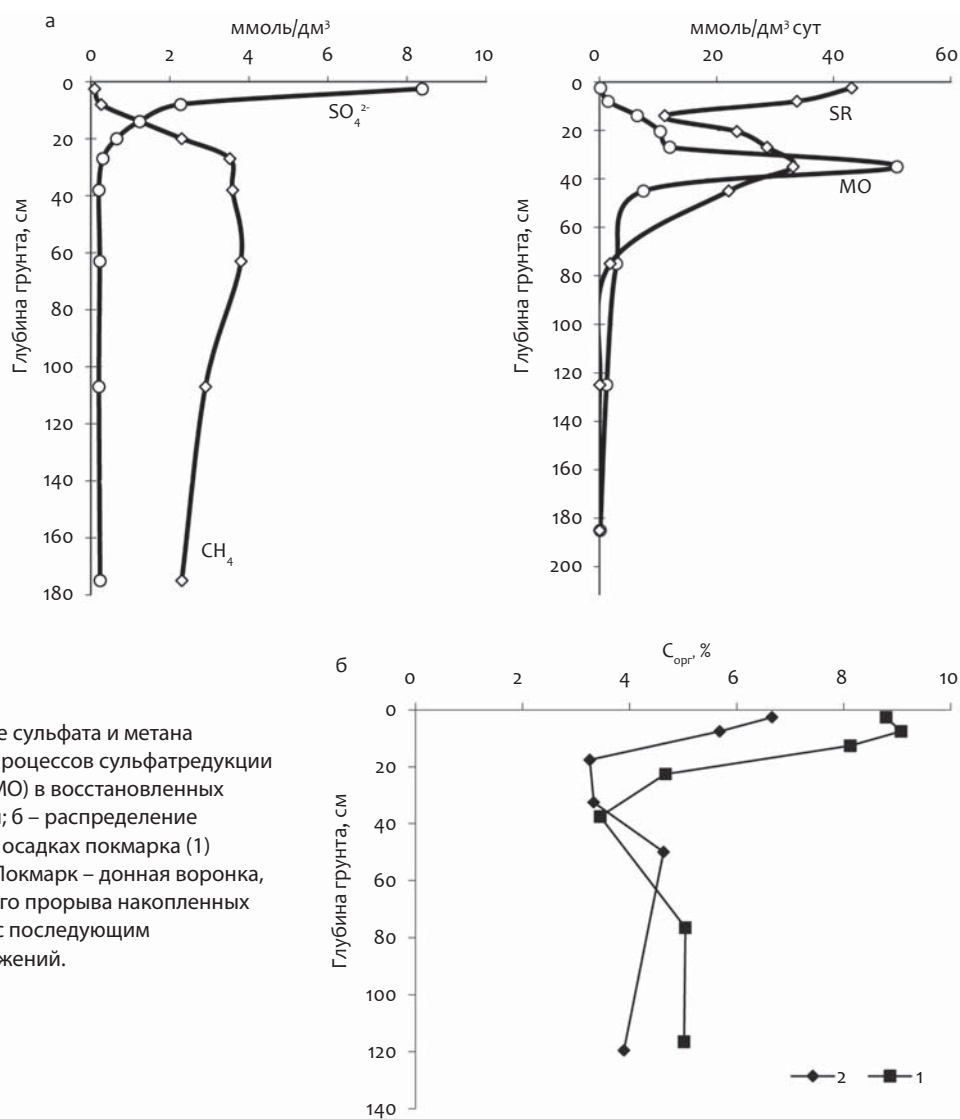 а
ммоль/дм³
0 2 4 6 8 10
0
20
40
60
80
100
120
140
160
180
Глубина грунта, см
SO₄²⁻
CH₄
ммоль/дм³ сут
0 20 40 60
0
20
40
60
80
100
120
140
160
180
200
Глубина грунта, см
SR
MO
е сульфата и метана
роцессов сульфатредукции
МО) в восстановленных
; б – распределение
осадках покмарка (1)
Покмарк – донная воронка,
го прорыва накопленных
с последующим
жений.
б
Cорг, %
0 2 4 6 8 10
0
20
40
60
80
100
120
140
Глубина грунта, см
2 1